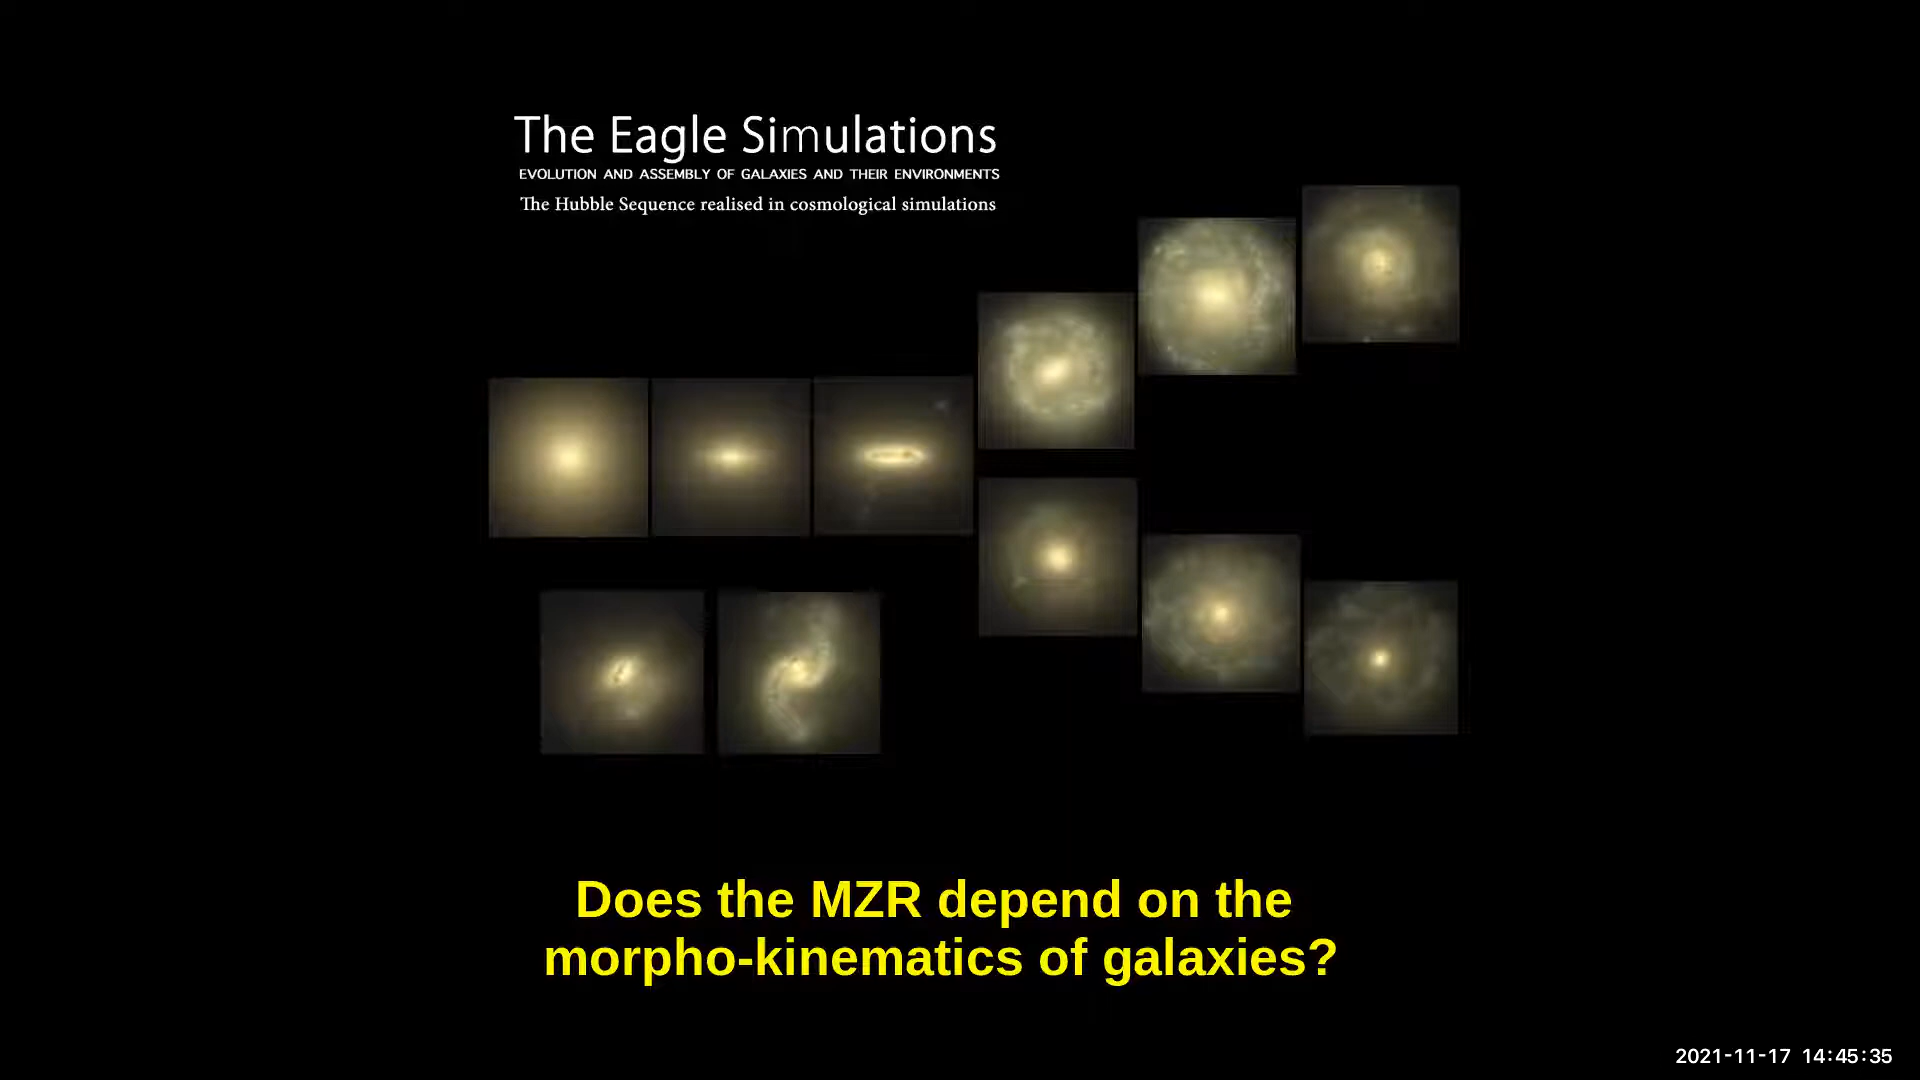 The Eagle Simulations
EVOLUTION AND ASSEMBLY OF GALAXIES AND THEIR ENVIRONMENTS
The Hubble Sequence realised in cosmological simulations
Does the MZR depend on the
morpho-kinematics of galaxies?
2021-11-17 14:45:35